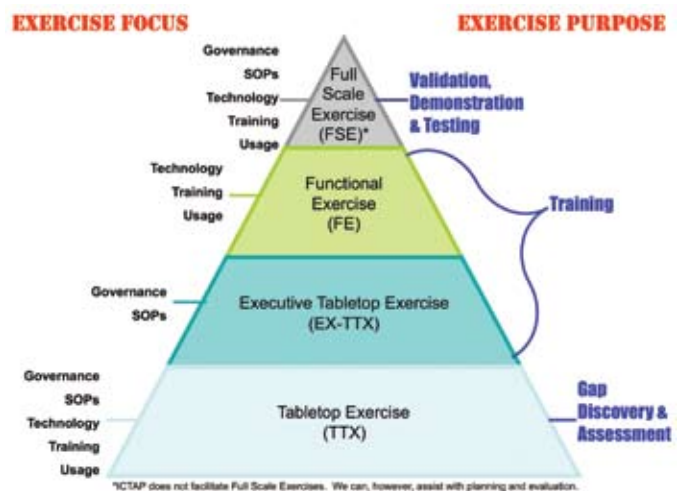 EXERCISE FOCUS
EXERCISE PURPOSE
Governance
SOPs
Technology
Training
Usage
Full
Scale
Exercise
(FSE)*
Validation,
Demonstration
& Testing
Technology
Training
Usage
Functional
Exercise
(FE)
Training
Governance
SOPs
Executive Tabletop Exercise
(EX-TTX)
Governance
SOPs
Technology
Training
Usage
Tabletop Exercise
(TTX)
Gap
Discovery &
Assessment
*ICTAP does not facilitate Full Scale Exercises. We can, however, assist with planning and evaluation.